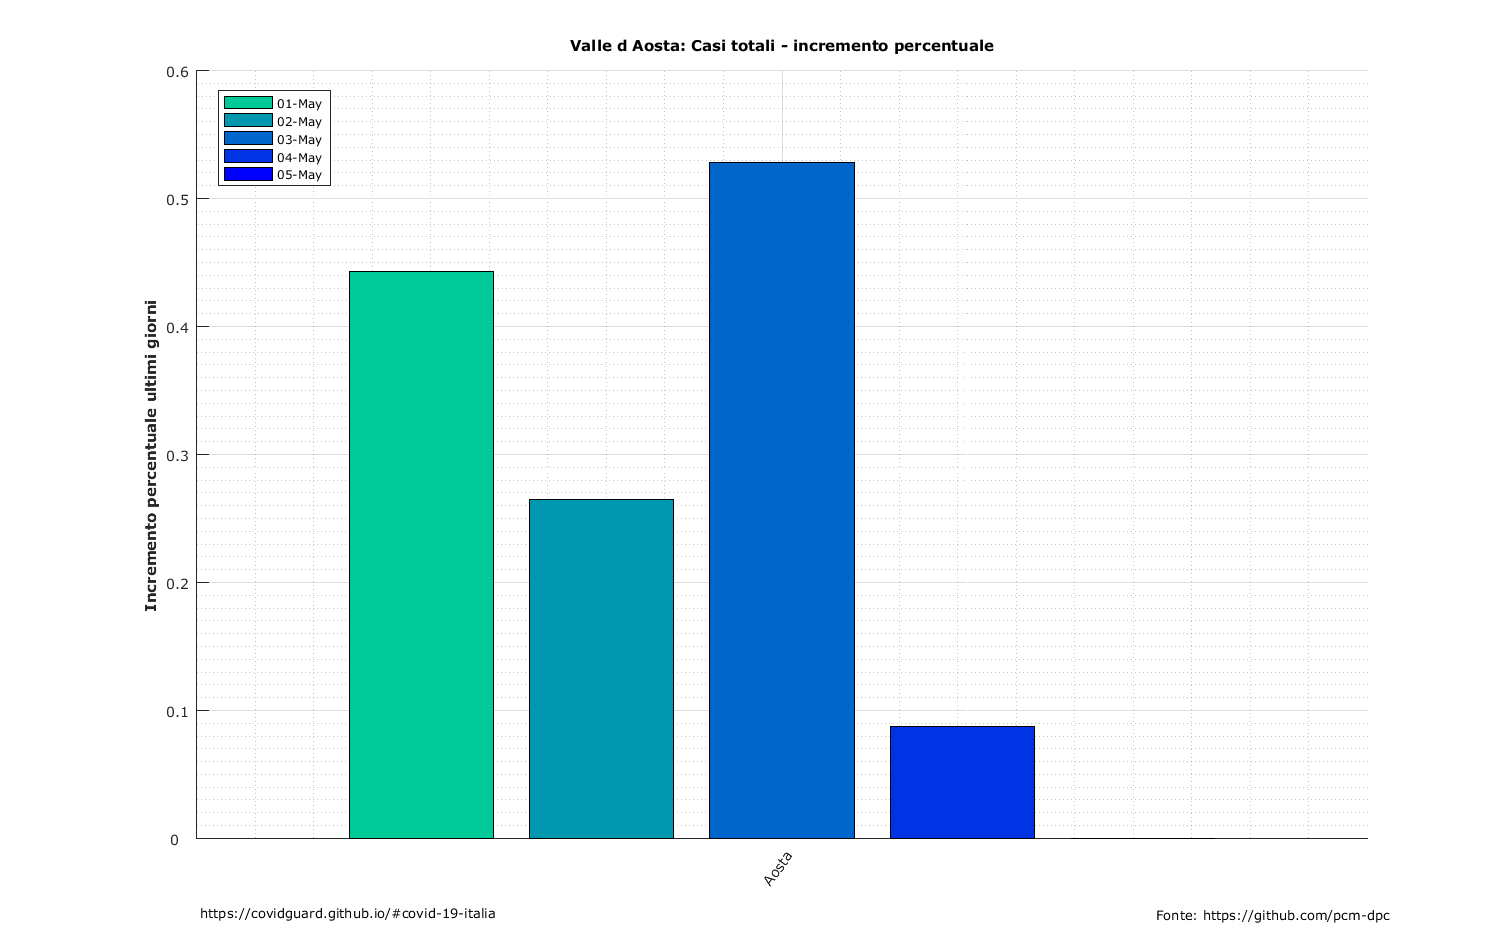 Valle d Aosta: Casi totali - incremento percentuale
0.6
0.5
0.4
0.3
0.2
0.1
0
Incremento percentuale ultimi giorni
01-May
02-May
03-May
04-May
05-May
Aosta
https://covidguard.github.io/#covid-19-italia
Fonte: https://github.com/pcm-dpc